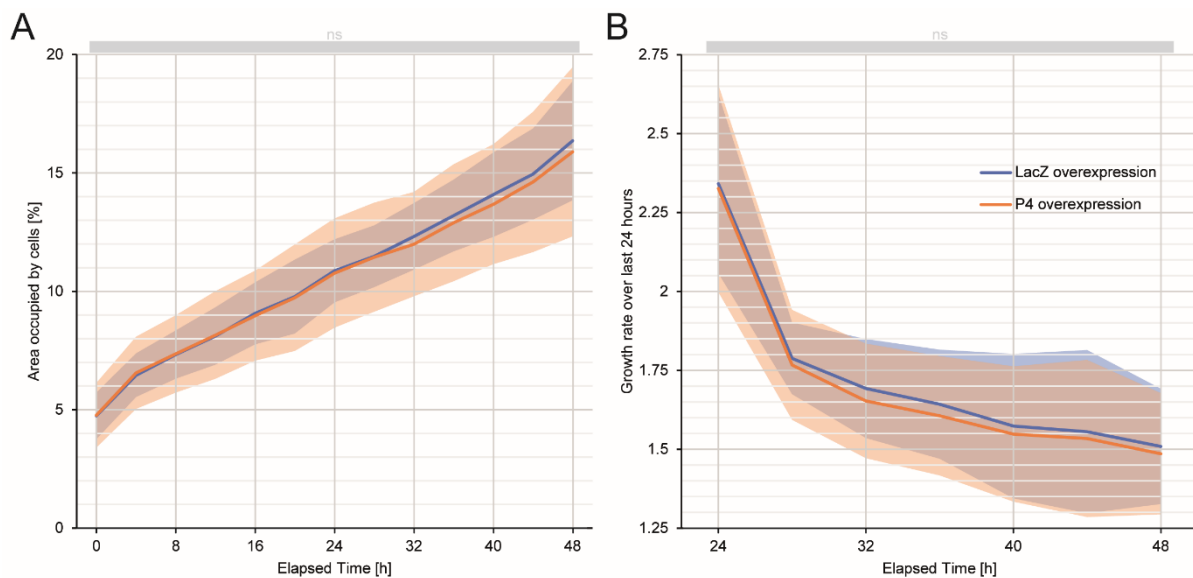 A
ns
20
15
10
5
0
Area occupied by cells [%]
0 8 16 24 32 40 48
Elapsed Time [h]
B
ns
2.75
2.5
2.25
2
1.75
1.5
1.25
Growth rate over last 24 hours
LacZ overexpression
P4 overexpression
24 32 40 48
Elapsed Time [h]